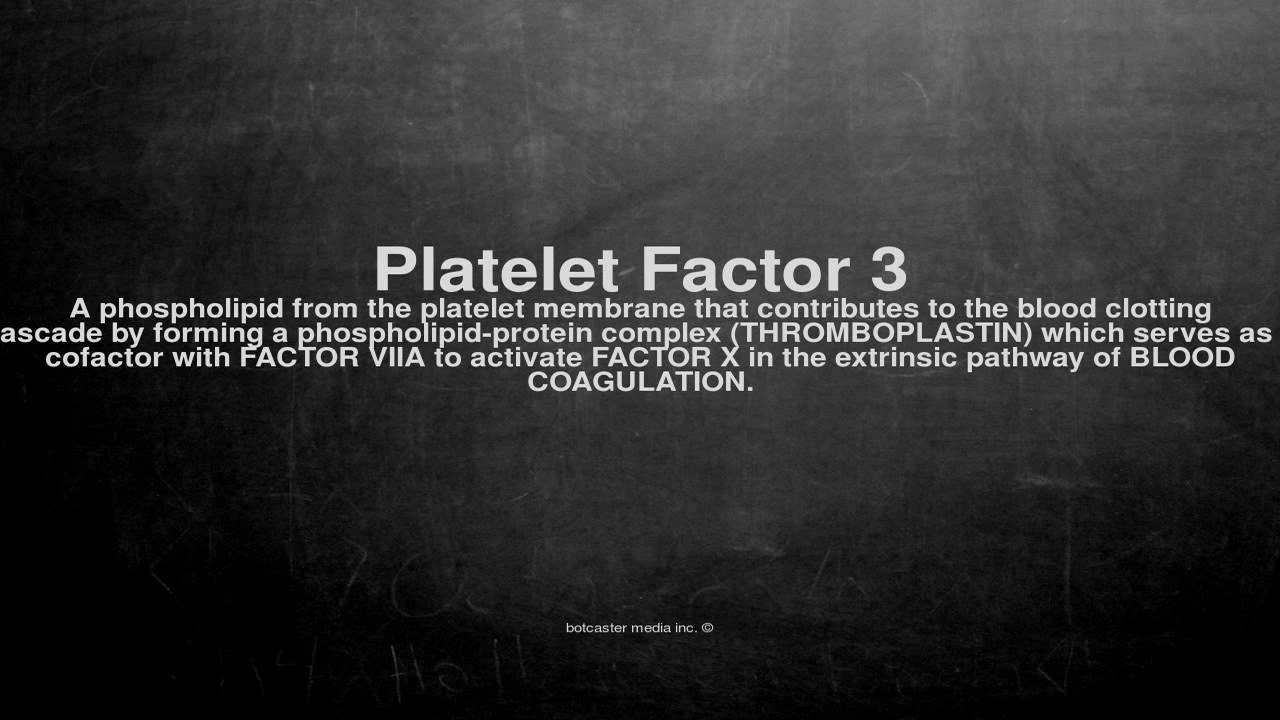 Platelet Factor 3
A phospholipid from the platelet membrane that contributes to the blood clotting
ascade by forming a phospholipid-protein complex (THROMBOPLASTIN) which serves as
cofactor with FACTOR VIIA to activate FACTOR X in the extrinsic pathway of BLOOD
COAGULATION.
botcaster media inc. ©